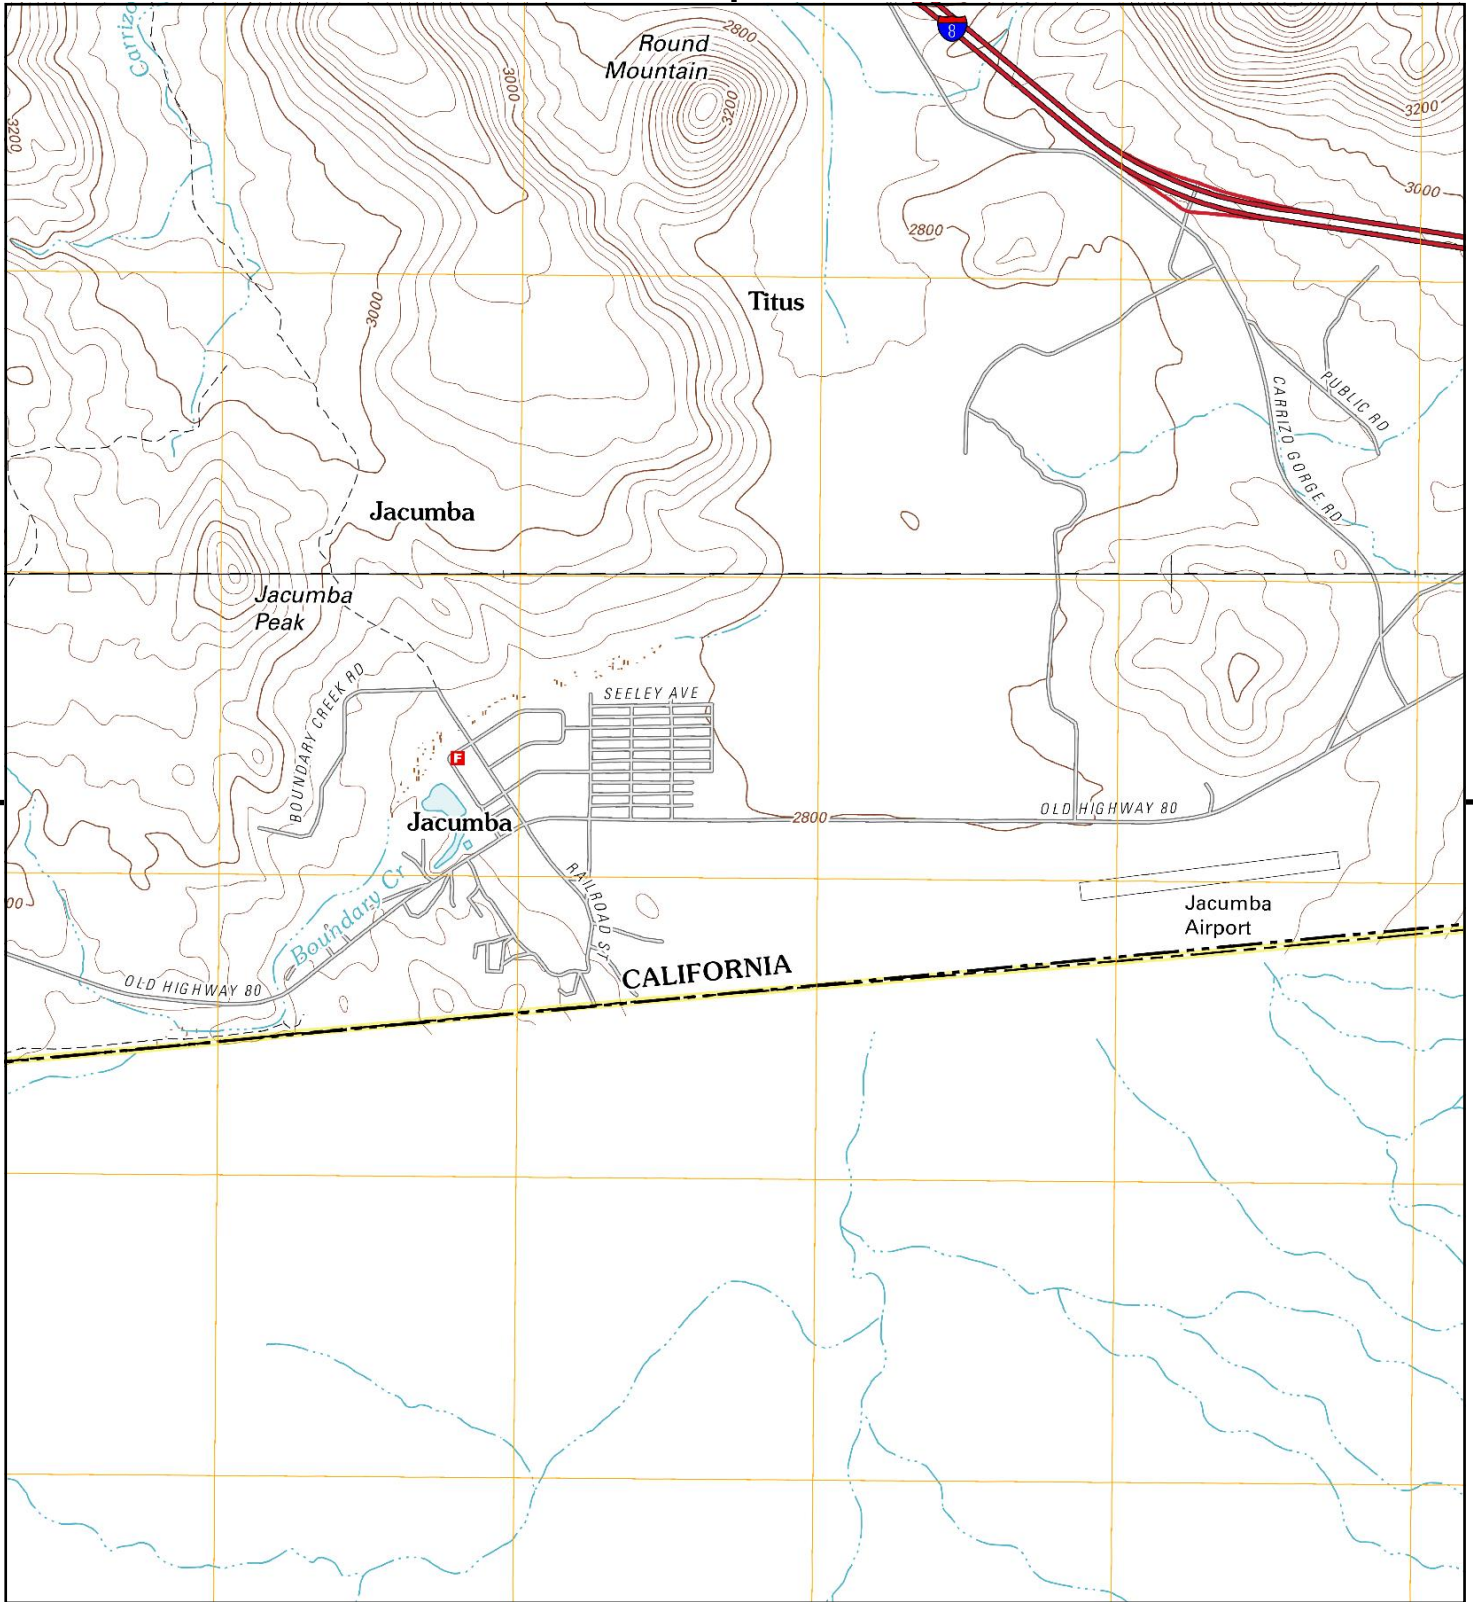 Carrizo
8
2800
Round
Mountain
3000
3200
3200
3200
3000
2800
Titus
3000
PUBLIC RD
CARRIZO GORGE RD
Jacumba
Jacumba
Peak
SEELEY AVE
BOUNDARY CREEK RD
F
OLD HIGHWAY 80
2800
Jacumba
RAILROAD ST
Boundary Cr
00
Jacumba
Airport
CALIFORNIA
OLD HIGHWAY 80